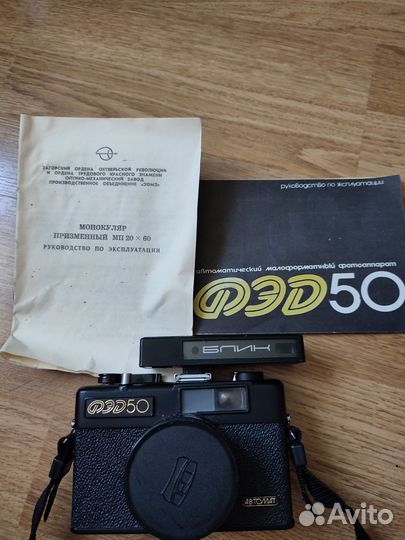 ЗАГОРСКИЙ ОРДЕНА ОКТЯБРЬСКОЙ РЕВОЛЮЦИИ
И ОРДЕНА ТРУДОВОГО КРАСНОГО ЗНАМЕНИ
ОПТИКО-МЕХАНИЧЕСКИЙ ЗАВОД
ПРОИЗВОДСТВЕННОЕ ОБЪЕДИНЕНИЕ «ЗОМЗ»
МОНОКУЛЯР
ПРИЗМЕННЫЙ МП 20×60
РУКОВОДСТВО ПО ЭКСПЛУАТАЦИИ
руководство по эксплуатации
автоматический малоформатный фотоаппарат
ФЭД50
БЛИК
ФЭД50
АВТОМАТ
Avito